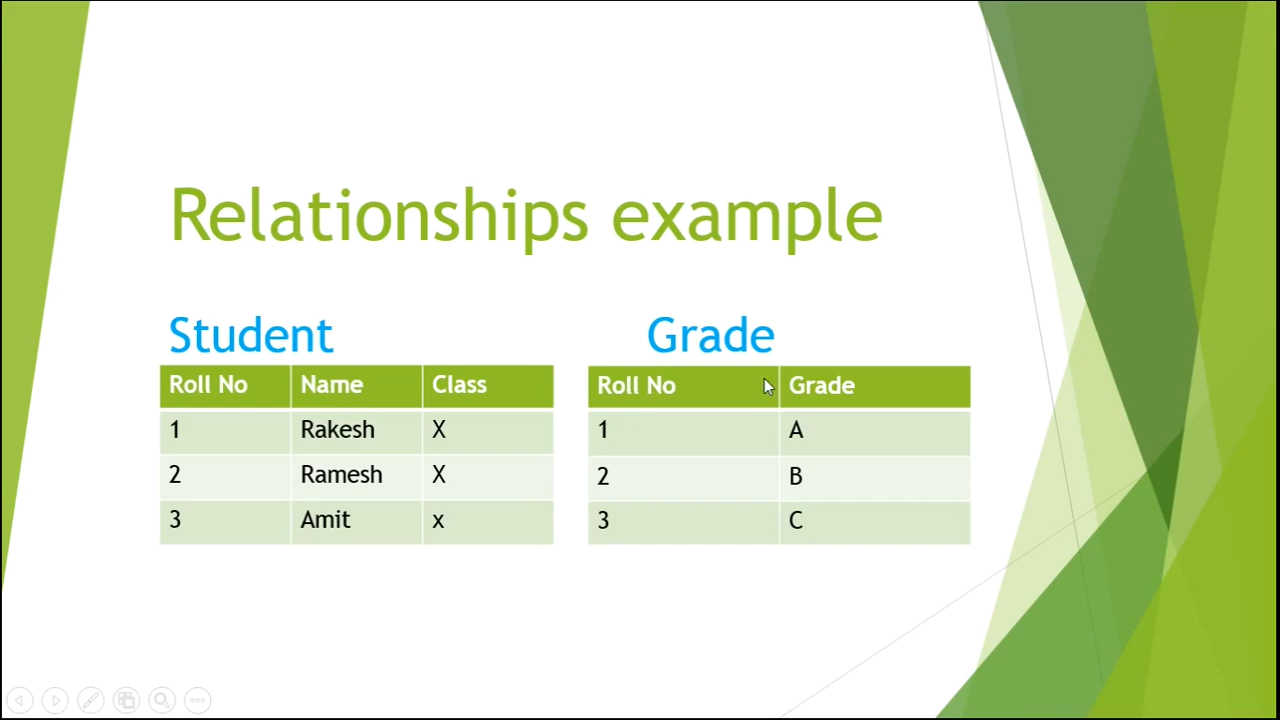 Relationships example
Student
Roll No Name Class
1 Rakesh X
2 Ramesh X
3 Amit x
Grade
Roll No Grade
1 A
2 B
3 C